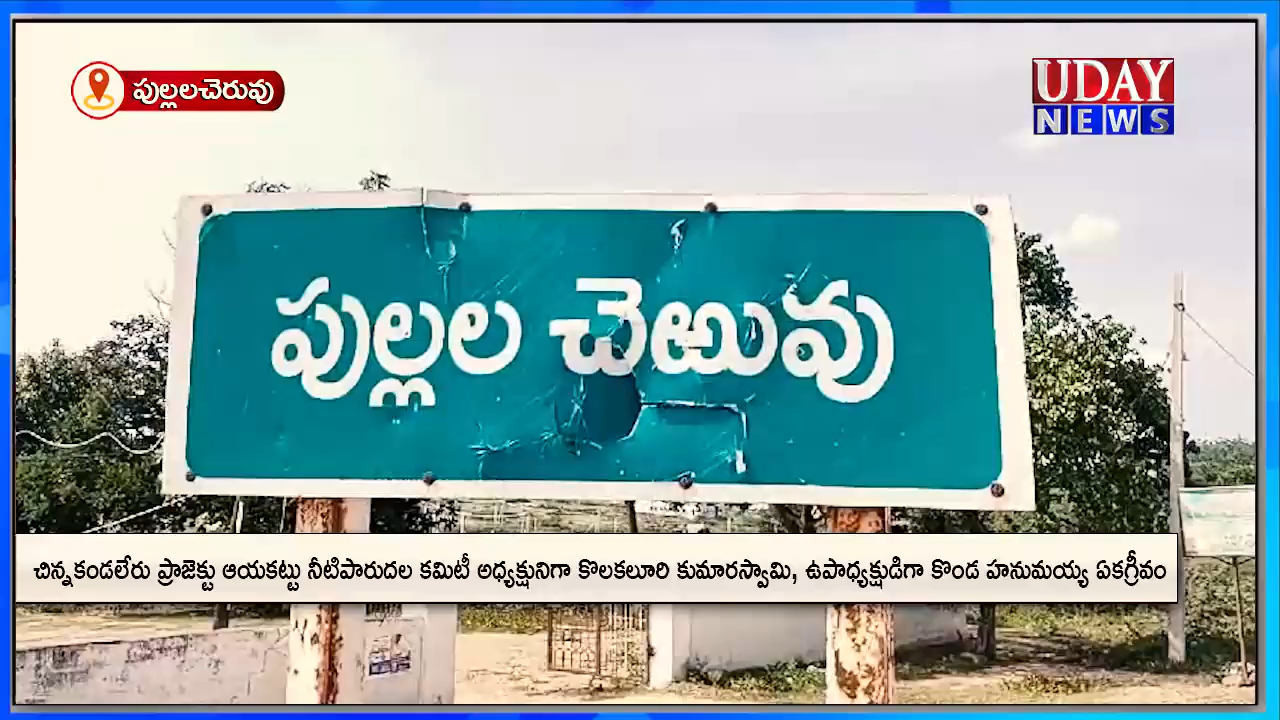 పుల్లలచెరువు
UDAY
NEWS
పుల్లల చెఱువు
చిన్నకండలేరు ప్రాజెక్టు ఆయకట్టు నీటిపారుదల కమిటీ అధ్యక్షునిగా కొలకలూరి కుమారస్వామి, ఉపాధ్యక్షుడిగా కొండ హనుమయ్య ఏకగ్రీవం